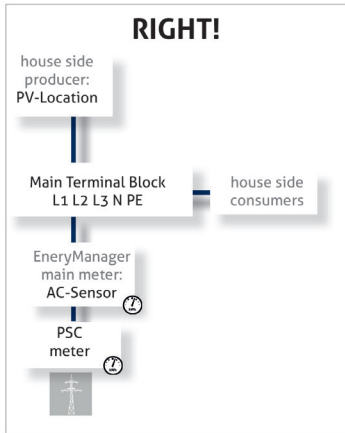 RIGHT!
house side
producer:
PV-Location
Main Terminal Block
L1 L2 L3 N PE
house side
consumers
EneryManager
main meter:
AC-Sensor
PSC
meter